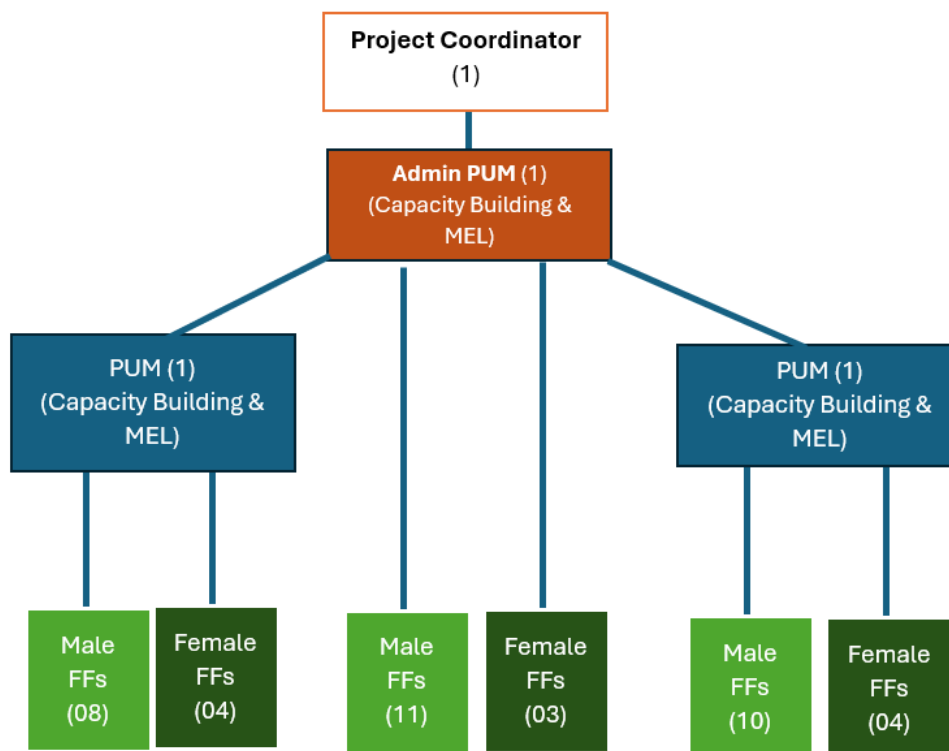 Project Coordinator
(1)
Admin PUM (1)
(Capacity Building &
MEL)
PUM (1)
(Capacity Building &
MEL)
PUM (1)
(Capacity Building &
MEL)
Male
FFs
(08)
Female
FFs
(04)
Male
FFs
(11)
Female
FFs
(03)
Male
FFs
(10)
Female
FFs
(04)